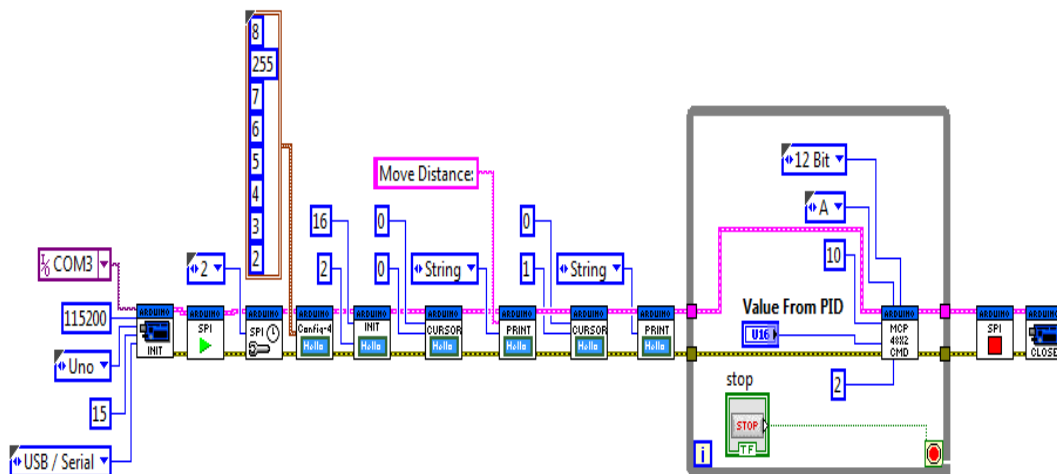 8
255
7
6
5
4
3
2
12 Bit
Move Distance:
A
16
0
0
2
10
2
0
String
1
String
COM3
Value From PID
115200
ARDUINO
INIT
ARDUINO
SPI
ARDUINO
SPI
ARDUINO
Config-4
Hello
ARDUINO
INIT
Hello
ARDUINO
CURSOR
Hello
ARDUINO
PRINT
Hello
ARDUINO
CURSOR
Hello
ARDUINO
PRINT
Hello
U16
ARDUINO
MCP
48X2
CMD
ARDUINO
SPI
ARDUINO
CLOSE
Uno
2
stop
15
STOP
TF
i
USB / Serial